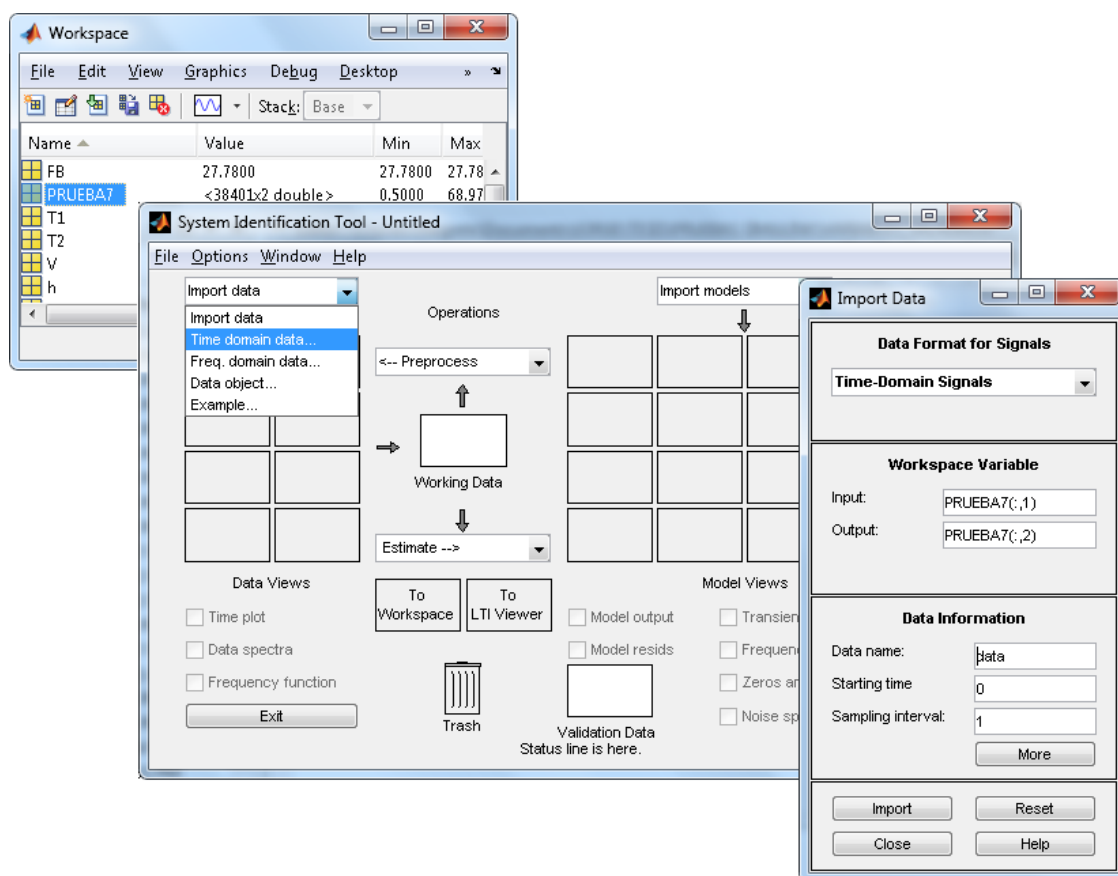 Workspace
File Edit View Graphics Debug Desktop »
Stack: Base
Name Value Min Max
FB 27.7800 27.7800 27.78
PRUEBA7 <38401x2 double> 0.5000 68.97
T1
T2
V
h
System Identification Tool - Untitled
File Options Window Help
Import data
Import data
Time domain data...
Freq. domain data...
Data object...
Example...
Operations
<-- Preprocess
Working Data
Estimate -->
Data Views
Time plot
Data spectra
Frequency function
Exit
To Workspace
To LTI Viewer
Trash
Import models
Model Views
Model output
Model resids
Transien
Frequen
Zeros ar
Noise sp
Validation Data
Status line is here.
Import Data
Data Format for Signals
Time-Domain Signals
Workspace Variable
Input: PRUEBA7(:,1)
Output: PRUEBA7(:,2)
Data Information
Data name: data
Starting time 0
Sampling interval: 1
More
Import Reset
Close Help